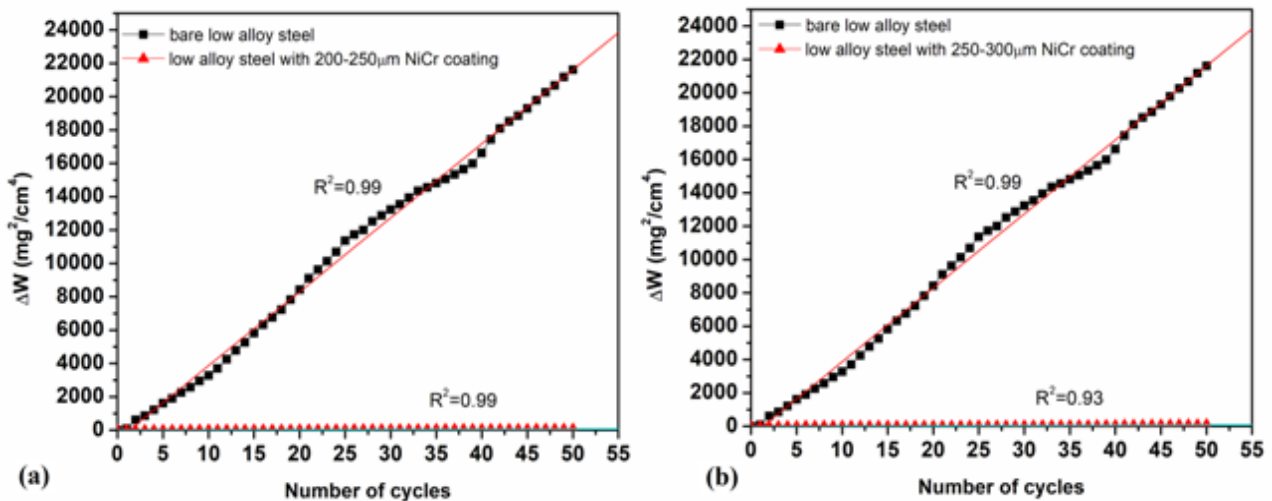 24000
22000
20000
18000
16000
14000
12000
10000
8000
6000
4000
2000
0
ΔW (mg²/cm⁴)
bare low alloy steel
low alloy steel with 200-250μm NiCr coating
R²=0.99
R²=0.99
0 5 10 15 20 25 30 35 40 45 50 55
Number of cycles
(a)
24000
22000
20000
18000
16000
14000
12000
10000
8000
6000
4000
2000
0
ΔW (mg²/cm⁴)
bare low alloy steel
low alloy steel with 250-300μm NiCr coating
R²=0.99
R²=0.93
0 5 10 15 20 25 30 35 40 45 50 55
Number of cycles
(b)